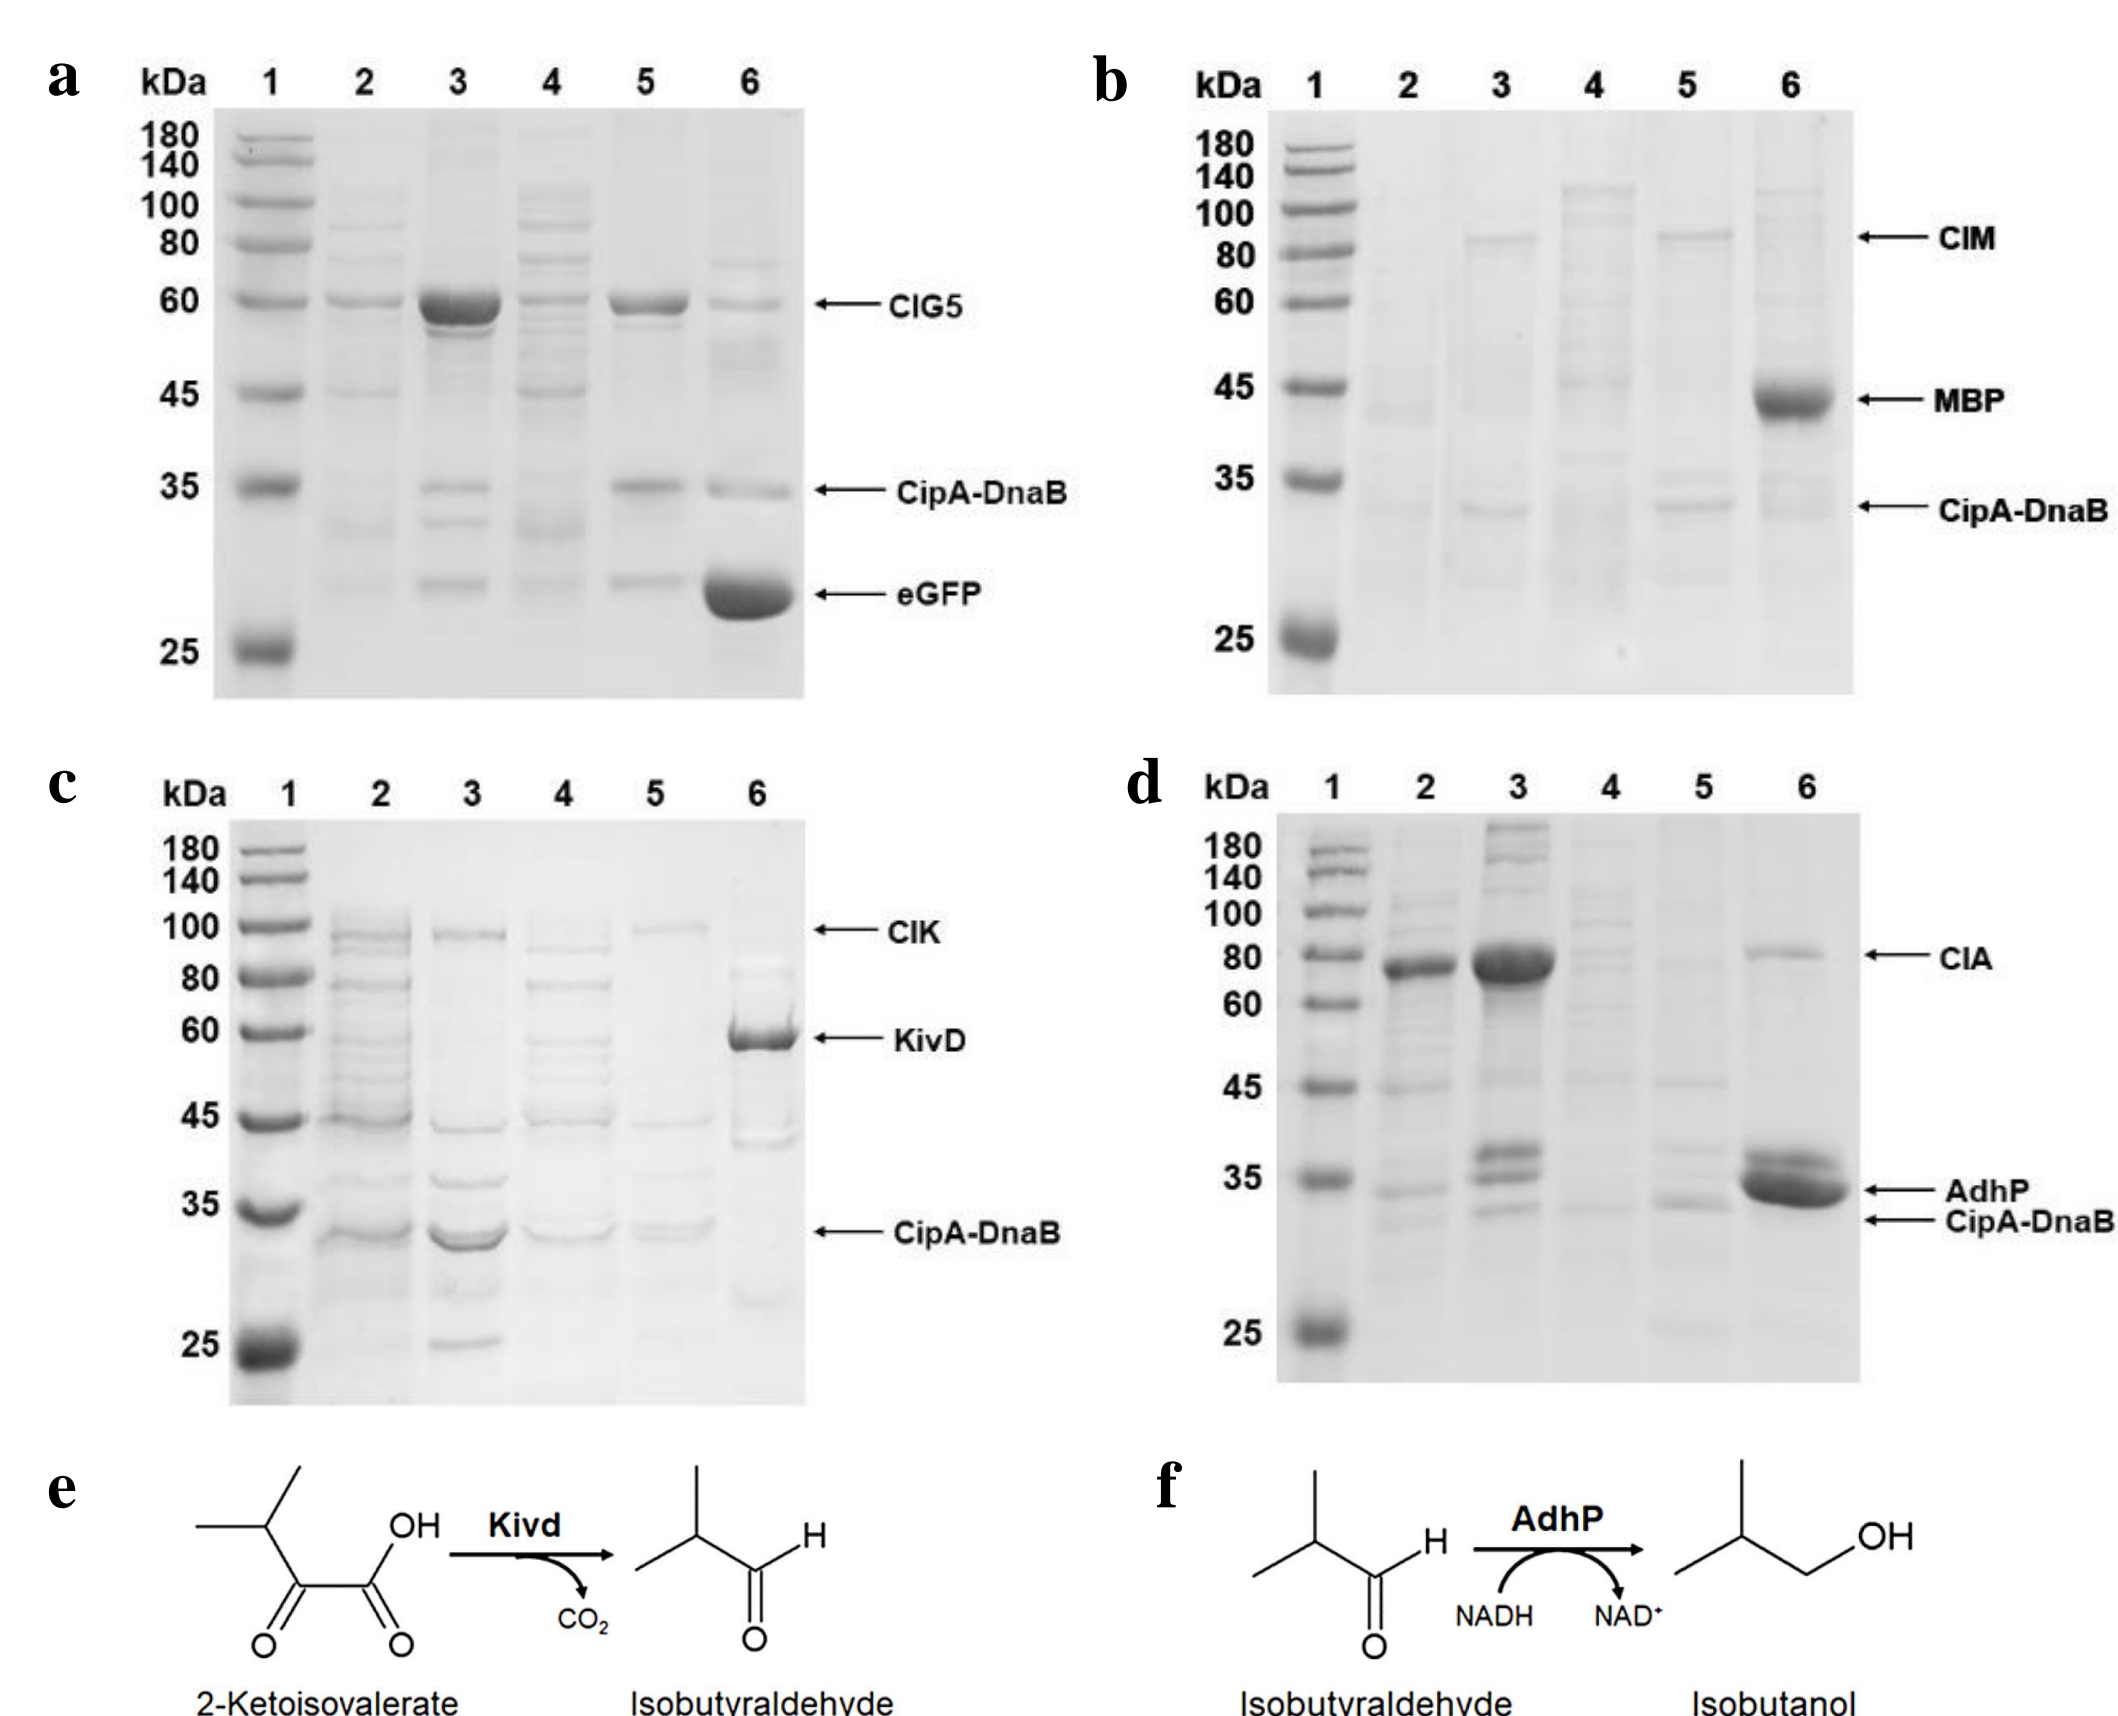 a
kDa 1 2 3 4 5 6
180
140
100
80
60
45
35
25
CIG5
CipA-DnaB
eGFP
b
kDa 1 2 3 4 5 6
180
140
100
80
60
45
35
25
CIM
MBP
CipA-DnaB
c
kDa 1 2 3 4 5 6
180
140
100
80
60
45
35
25
CIK
KivD
CipA-DnaB
d
kDa 1 2 3 4 5 6
180
140
100
80
60
45
35
25
CIA
AdhP
CipA-DnaB
e
OH
O
O
Kivd
CO₂
H
O
2-Ketoisovalerate
Isobutyraldehyde
f
H
O
AdhP
NADH
NAD⁺
OH
Isobutyraldehyde
Isobutanol